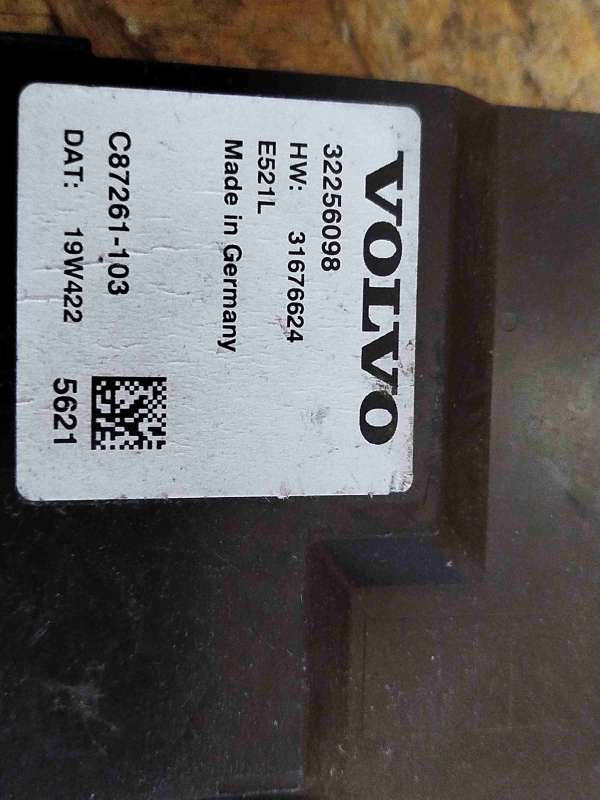 VOLVO
32256098
HW: 31676624
E521L
Made in Germany
C87261-103
DAT: 19W422
5621